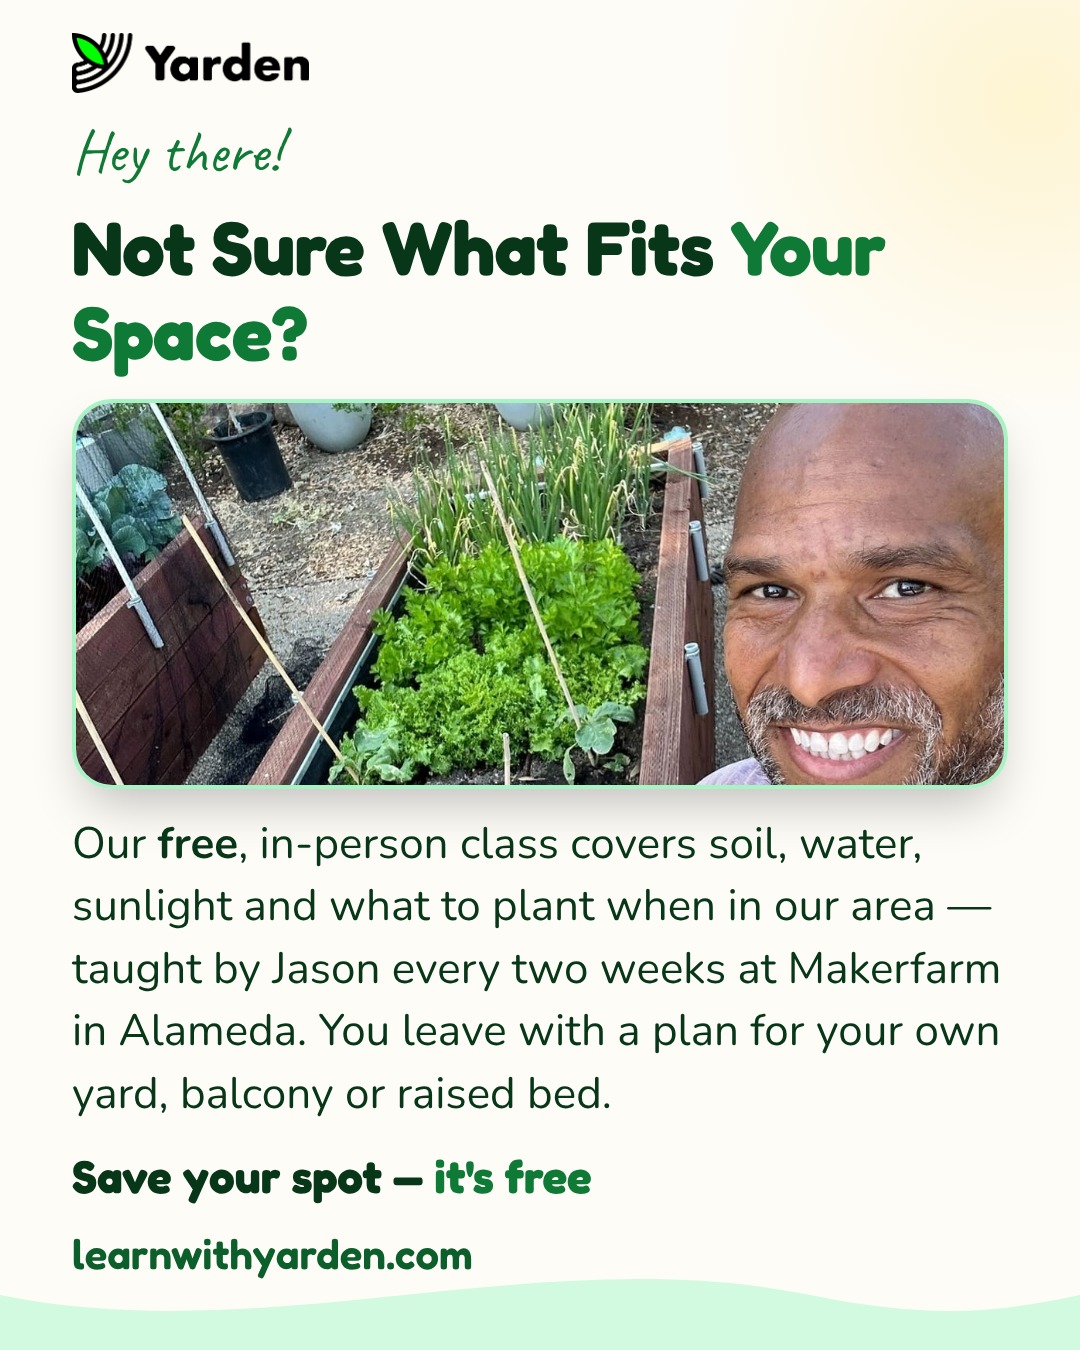 Yarden
Hey there!
Not Sure What Fits Your
Space?
Our free, in-person class covers soil, water,
sunlight and what to plant when in our area —
taught by Jason every two weeks at Makerfarm
in Alameda. You leave with a plan for your own
yard, balcony or raised bed.
Save your spot — it's free
learnwithyarden.com